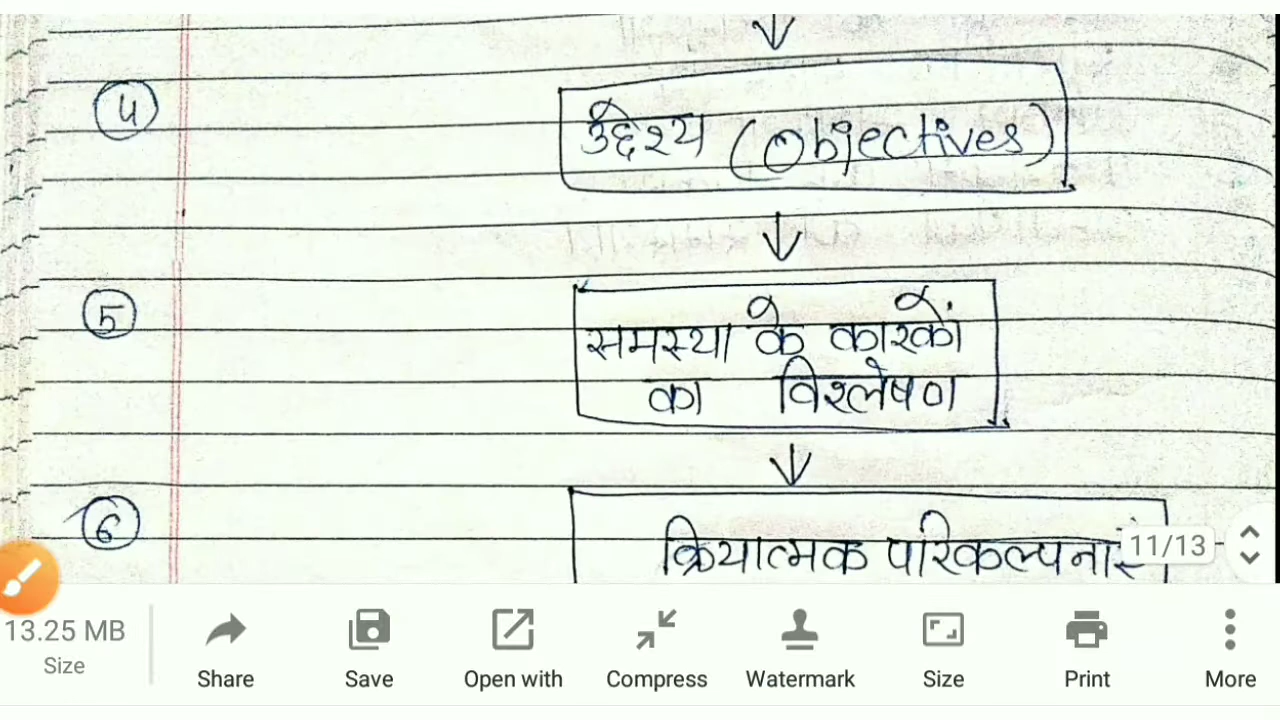 4
उद्देश्य (Objectives)
5
समस्या के कारकों
का विश्लेषण
6
क्रियात्मक परिकल्पनाएं
11/13
13.25 MB
Size
Share
Save
Open with
Compress
Watermark
Size
Print
More